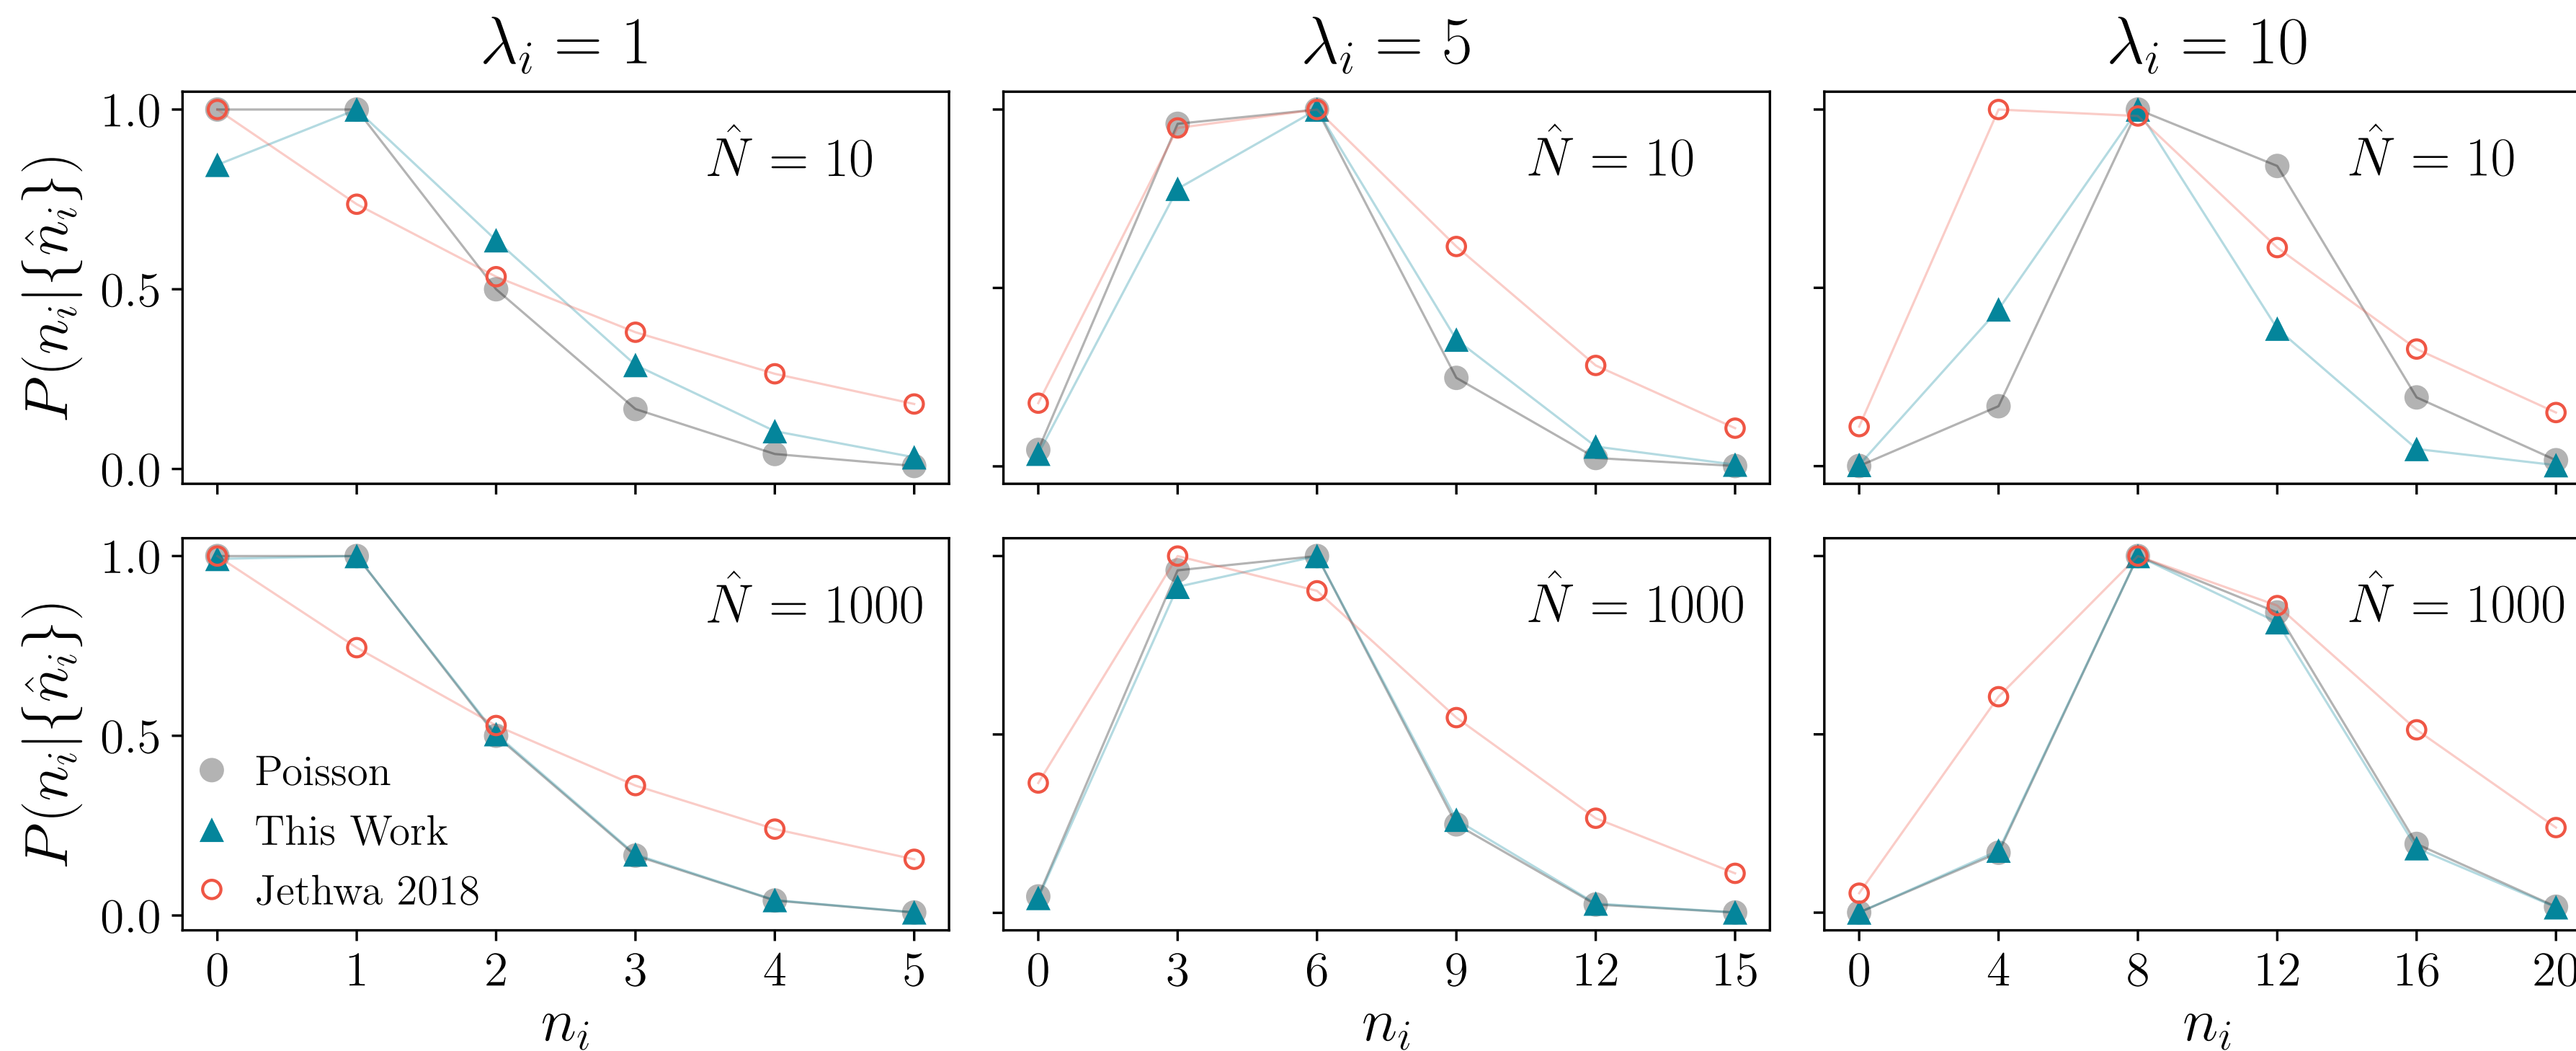 λ_i = 1
λ_i = 5
λ_i = 10
P(n_i|{n̂_i})
1.0
0.5
0.0
N̂ = 10
N̂ = 10
N̂ = 10
P(n_i|{n̂_i})
1.0
0.5
0.0
N̂ = 1000
N̂ = 1000
N̂ = 1000
Poisson
This Work
Jethwa 2018
0 1 2 3 4 5
0 3 6 9 12 15
0 4 8 12 16 20
n_i
n_i
n_i